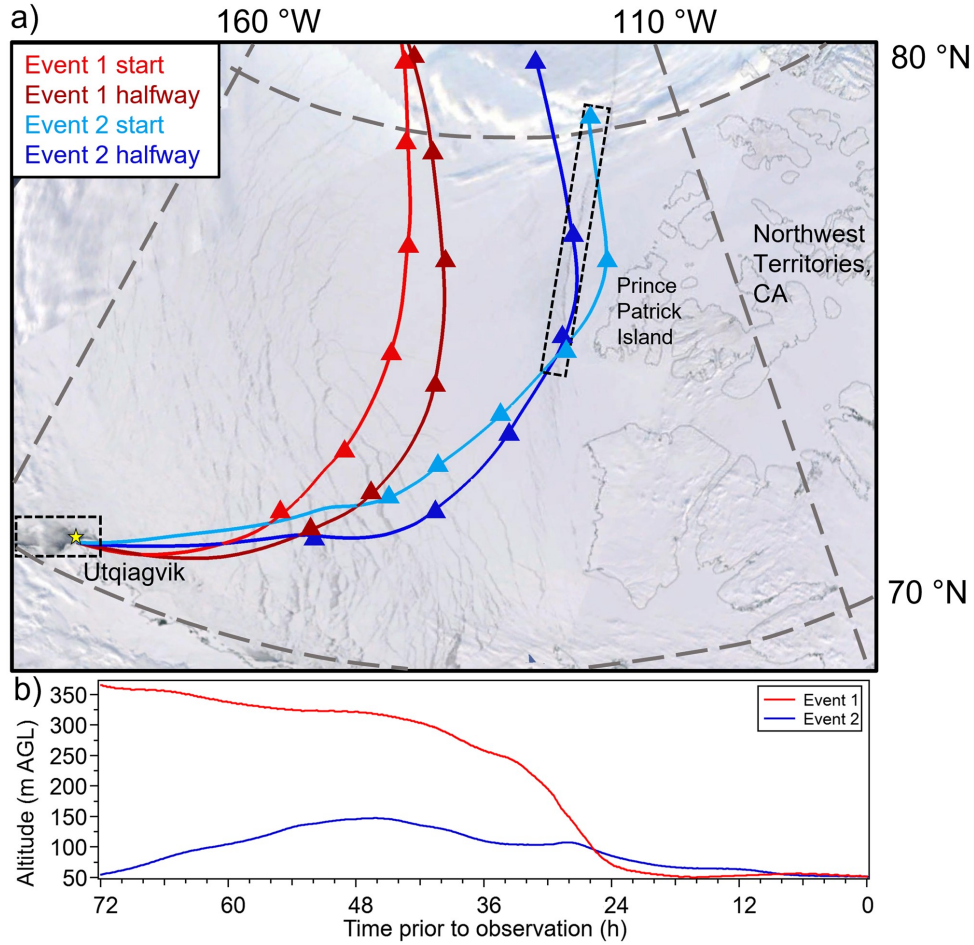 a)
160 °W
110 °W
80 °N
Event 1 start
Event 1 halfway
Event 2 start
Event 2 halfway
Northwest
Territories,
CA
Prince
Patrick
Island
Utqiagvik
70 °N
b)
Altitude (m AGL)
350
300
250
200
150
100
50
Event 1
Event 2
72
60
48
36
24
12
0
Time prior to observation (h)